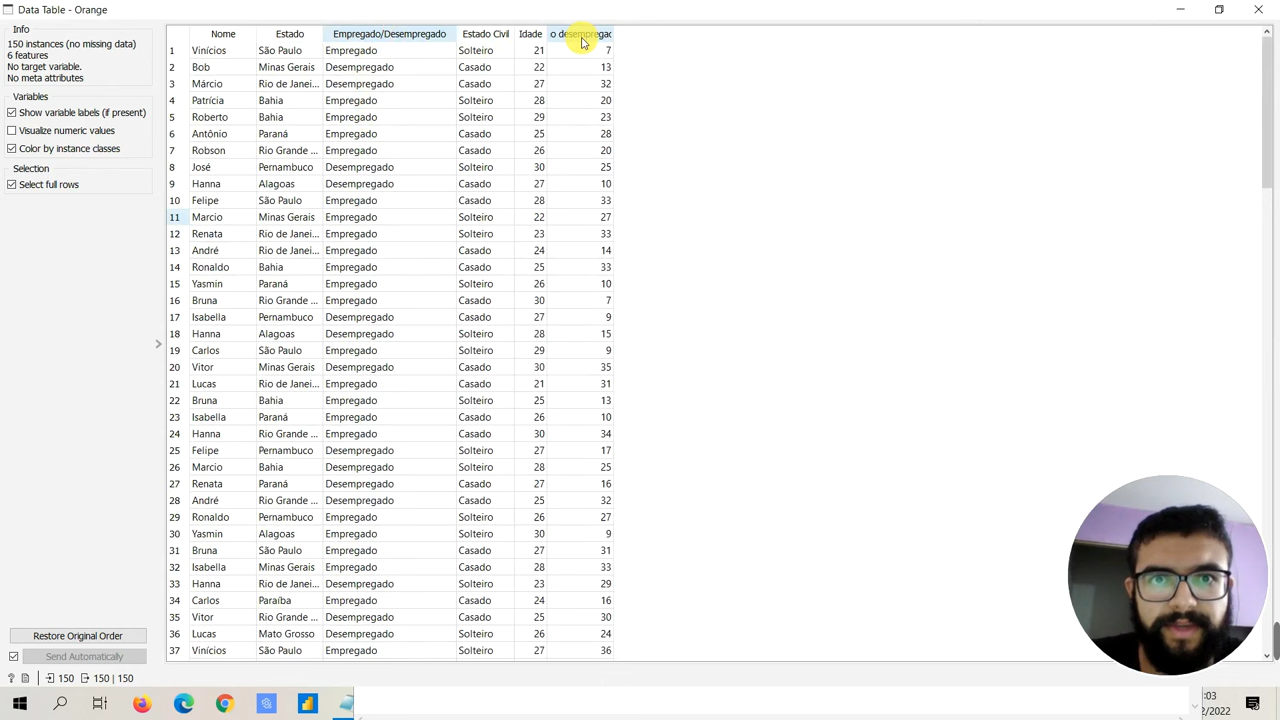 Data Table - Orange
Info
150 instances (no missing data)
6 features
No target variable.
No meta attributes
Variables
Show variable labels (if present)
Visualize numeric values
Color by instance classes
Selection
Select full rows
Nome Estado Empregado/Desempregado Estado Civil Idade o desempregac
1 Vinícios São Paulo Empregado Solteiro 21 7
2 Bob Minas Gerais Desempregado Casado 22 13
3 Márcio Rio de Janei... Desempregado Casado 27 32
4 Patrícia Bahia Empregado Solteiro 28 20
5 Roberto Bahia Empregado Solteiro 29 23
6 Antônio Paraná Empregado Casado 25 28
7 Robson Rio Grande ... Empregado Casado 26 20
8 José Pernambuco Desempregado Solteiro 30 25
9 Hanna Alagoas Desempregado Casado 27 10
10 Felipe São Paulo Empregado Casado 28 33
11 Marcio Minas Gerais Empregado Solteiro 22 27
12 Renata Rio de Janei... Empregado Solteiro 23 33
13 André Rio de Janei... Empregado Casado 24 14
14 Ronaldo Bahia Empregado Casado 25 33
15 Yasmin Paraná Empregado Solteiro 26 10
16 Bruna Rio Grande ... Empregado Casado 30 7
17 Isabella Pernambuco Desempregado Casado 27 9
18 Hanna Alagoas Desempregado Solteiro 28 15
19 Carlos São Paulo Empregado Solteiro 29 9
20 Vitor Minas Gerais Desempregado Casado 30 35
21 Lucas Rio de Janei... Empregado Casado 21 31
22 Bruna Bahia Empregado Solteiro 25 13
23 Isabella Paraná Empregado Casado 26 10
24 Hanna Rio Grande ... Empregado Casado 30 34
25 Felipe Pernambuco Desempregado Solteiro 27 17
26 Marcio Bahia Desempregado Solteiro 28 25
27 Renata Paraná Desempregado Casado 27 16
28 André Rio Grande ... Desempregado Casado 25 32
29 Ronaldo Pernambuco Empregado Solteiro 26 27
30 Yasmin Alagoas Empregado Solteiro 26 9
31 Bruna São Paulo Empregado Casado 27 31
32 Isabella Minas Gerais Empregado Casado 28 33
33 Hanna Rio de Janei... Desempregado Solteiro 23 29
34 Carlos Paraíba Empregado Casado 24 16
35 Vitor Rio Grande ... Desempregado Casado 25 30
36 Lucas Mato Grosso Desempregado Solteiro 26 24
37 Vinícios São Paulo Empregado Solteiro 27 36
Restore Original Order
Send Automatically
150 150 | 150
:03
/2022